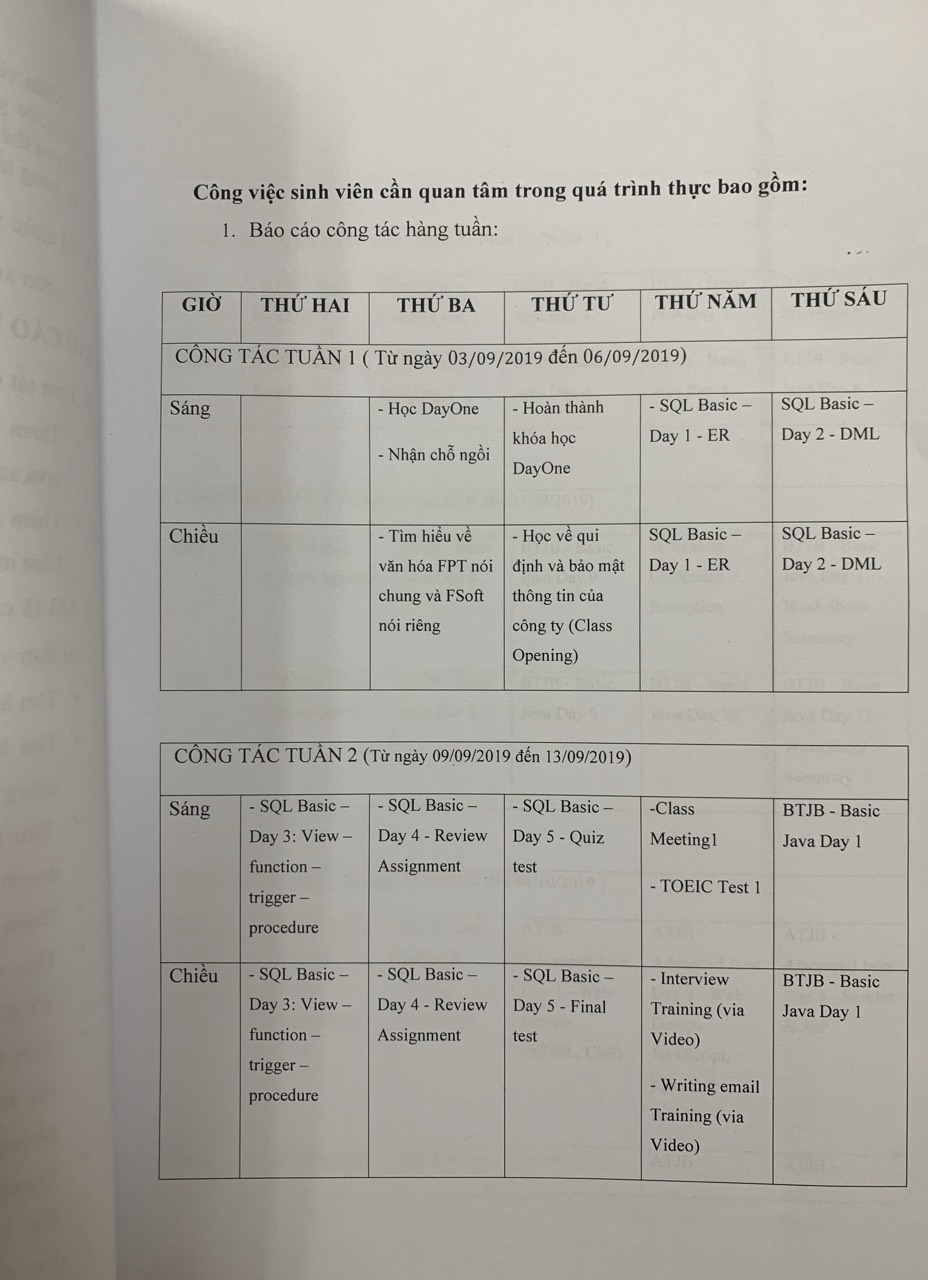 Công việc sinh viên cần quan tâm trong quá trình thực bao gồm:
1. Báo cáo công tác hàng tuần:
GIỜ THỨ HAI THỨ BA THỨ TƯ THỨ NĂM THỨ SÁU
CÔNG TÁC TUẦN 1 ( Từ ngày 03/09/2019 đến 06/09/2019)
Sáng
- Học DayOne
- Nhận chỗ ngồi
- Hoàn thành
khóa học
DayOne
- SQL Basic –
Day 1 - ER
SQL Basic –
Day 2 - DML
Chiều
- Tìm hiểu về
văn hóa FPT nói
chung và FSoft
nói riêng
- Học về qui
định và bảo mật
thông tin của
công ty (Class
Opening)
SQL Basic –
Day 1 - ER
SQL Basic –
Day 2 - DML
CÔNG TÁC TUẦN 2 (Từ ngày 09/09/2019 đến 13/09/2019)
Sáng
- SQL Basic –
Day 3: View –
function –
trigger –
procedure
- SQL Basic –
Day 4 - Review
Assignment
- SQL Basic –
Day 5 - Quiz
test
-Class
Meeting1
- TOEIC Test 1
BTJB - Basic
Java Day 1
Chiều
- SQL Basic –
Day 3: View –
function –
trigger –
procedure
- SQL Basic –
Day 4 - Review
Assignment
- SQL Basic –
Day 5 - Final
test
- Interview
Training (via
Video)
- Writing email
Training (via
Video)
BTJB - Basic
Java Day 1